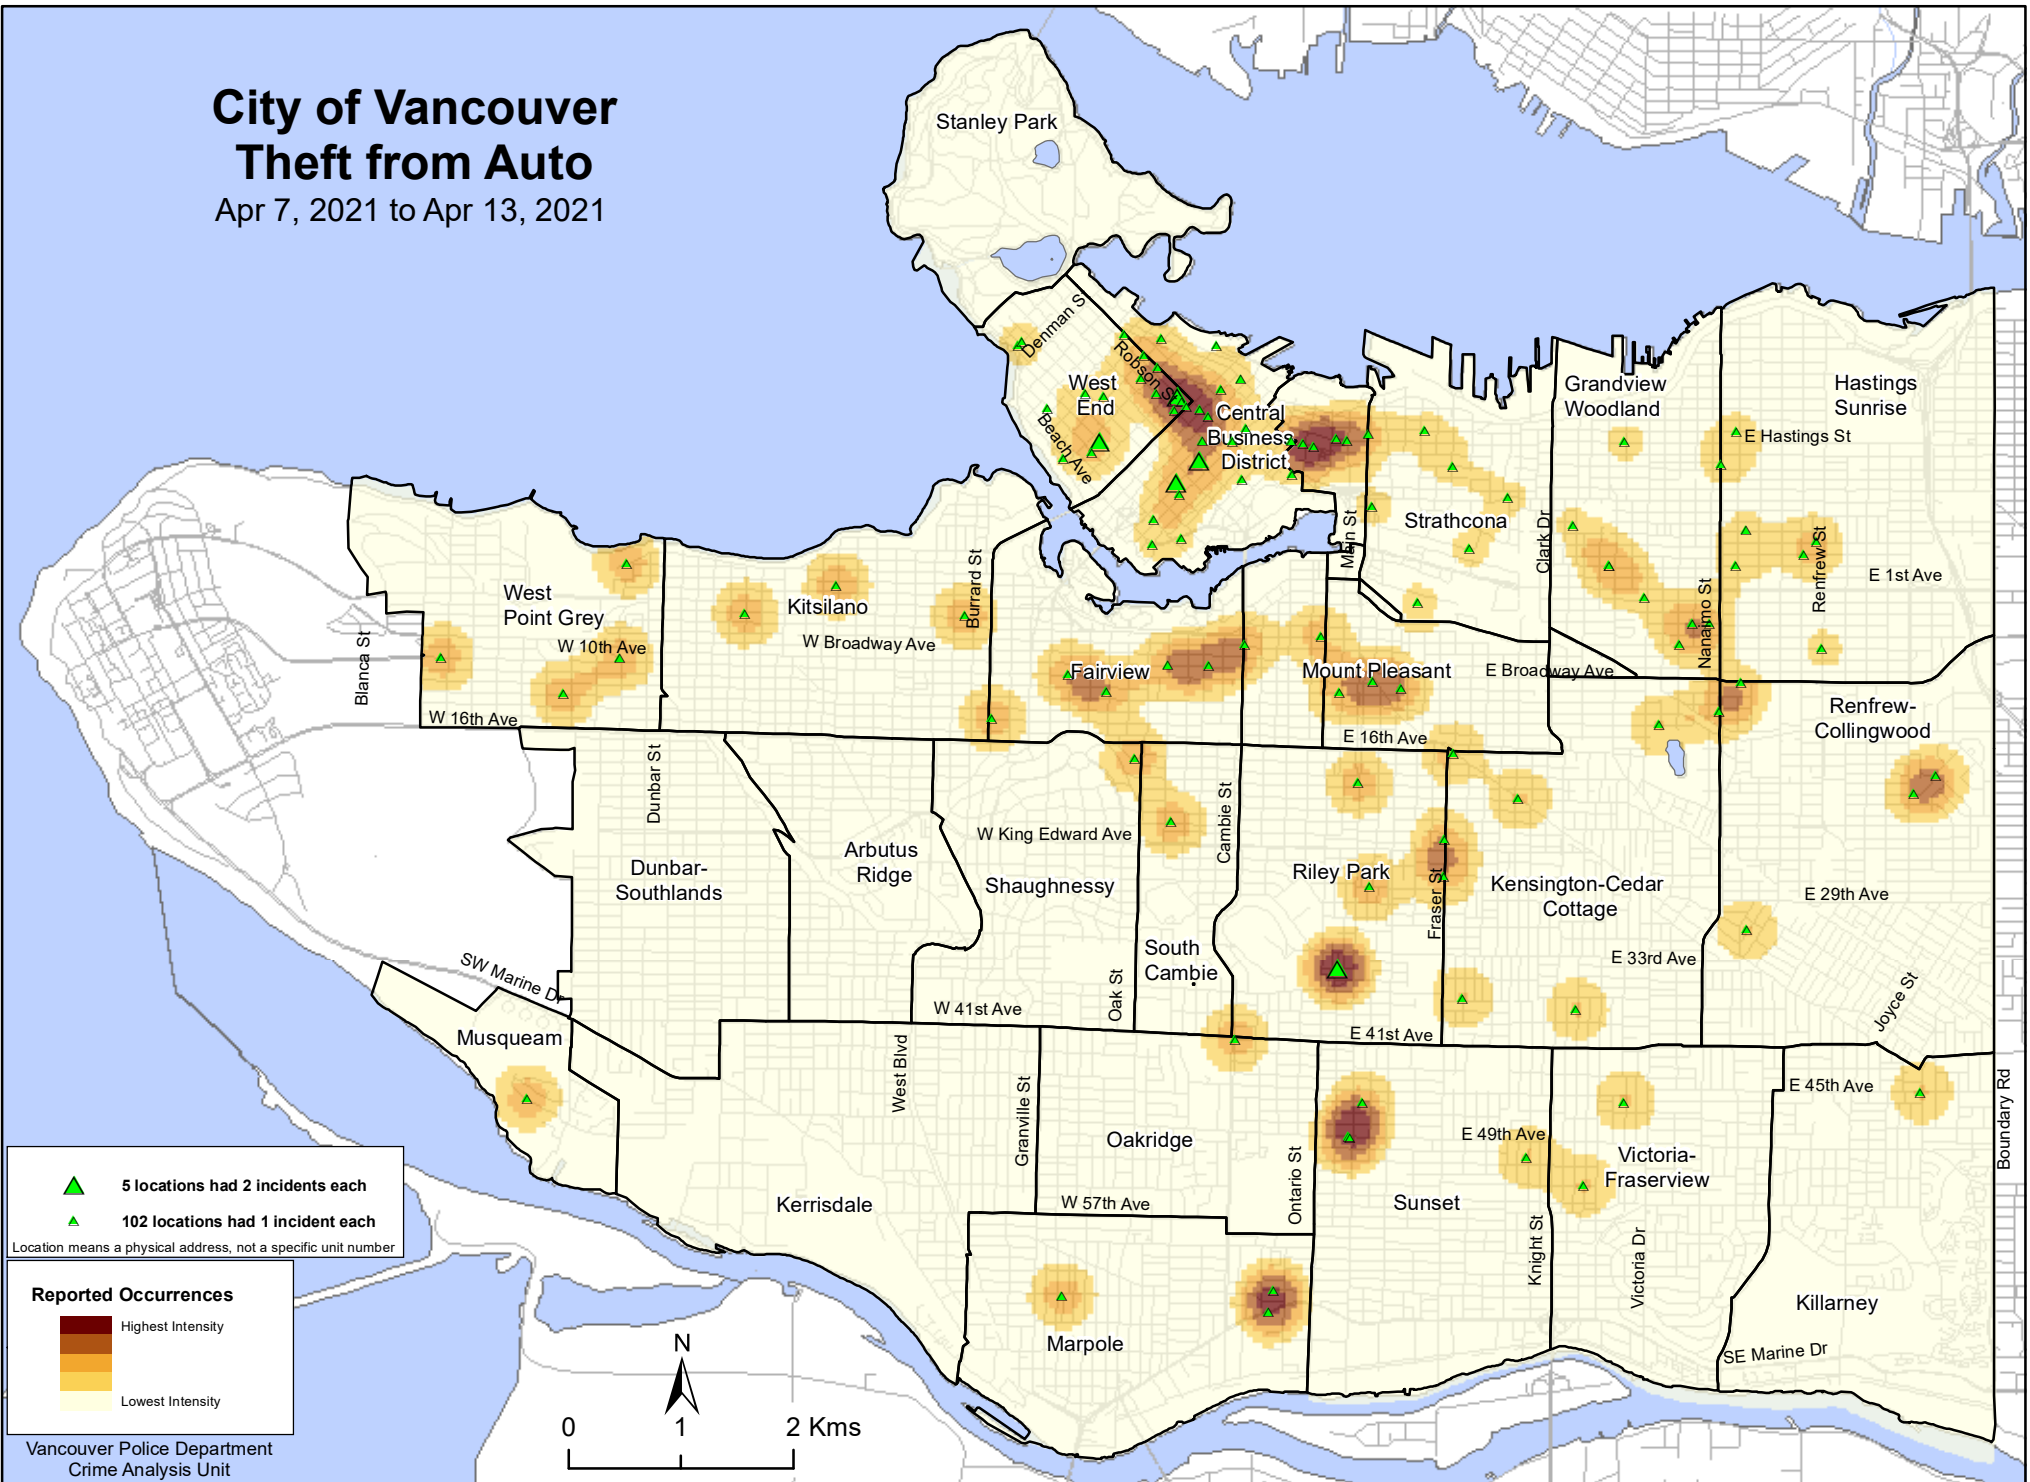 City of Vancouver
Theft from Auto
Apr 7, 2021 to Apr 13, 2021
Stanley Park
Denman S
Robson St
West
End
Beach Ave
Central
Business
District
Grandview
Woodland
Hastings
Sunrise
E Hastings St
Strathcona
Main St
Clark Dr
Nanaimo St
Renfrew St
E 1st Ave
West
Point Grey
Kitsilano
Burrard St
W 10th Ave
W Broadway Ave
Blanca St
W 16th Ave
Fairview
Mount Pleasant
E Broadway Ave
E 16th Ave
Renfrew-
Collingwood
Dunbar St
Dunbar-
Southlands
Arbutus
Ridge
W King Edward Ave
Shaughnessy
Cambie St
Riley Park
Fraser St
Kensington-Cedar
Cottage
E 29th Ave
South
Cambie
E 33rd Ave
SW Marine Dr
Oak St
W 41st Ave
E 41st Ave
Joyce St
Musqueam
West Blvd
Granville St
Oakridge
Ontario St
E 49th Ave
E 45th Ave
Boundary Rd
Victoria-
Fraserview
Kerrisdale
W 57th Ave
Sunset
Knight St
Victoria Dr
Killarney
SE Marine Dr
Marpole
5 locations had 2 incidents each
102 locations had 1 incident each
Location means a physical address, not a specific unit number
Reported Occurrences
Highest Intensity
Lowest Intensity
Vancouver Police Department
Crime Analysis Unit
N
0 1 2 Kms